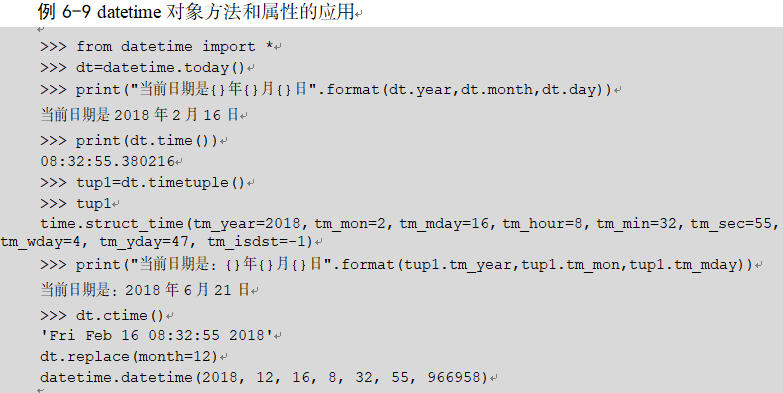 例 6-9 datetime 对象方法和属性的应用
>>> from datetime import *
>>> dt=datetime.today()
>>> print("当前日期是{}年{}月{}日".format(dt.year,dt.month,dt.day))
当前日期是 2018 年 2 月 16 日
>>> print(dt.time())
08:32:55.380216
>>> tup1=dt.timetuple()
>>> tup1
time.struct_time(tm_year=2018, tm_mon=2, tm_mday=16, tm_hour=8, tm_min=32, tm_sec=55,
tm_wday=4, tm_yday=47, tm_isdst=-1)
>>> print("当前日期是: {}年{}月{}日".format(tup1.tm_year,tup1.tm_mon,tup1.tm_mday))
当前日期是: 2018 年 6 月 21 日
>>> dt.ctime()
'Fri Feb 16 08:32:55 2018'
dt.replace(month=12)
datetime.datetime(2018, 12, 16, 8, 32, 55, 966958)